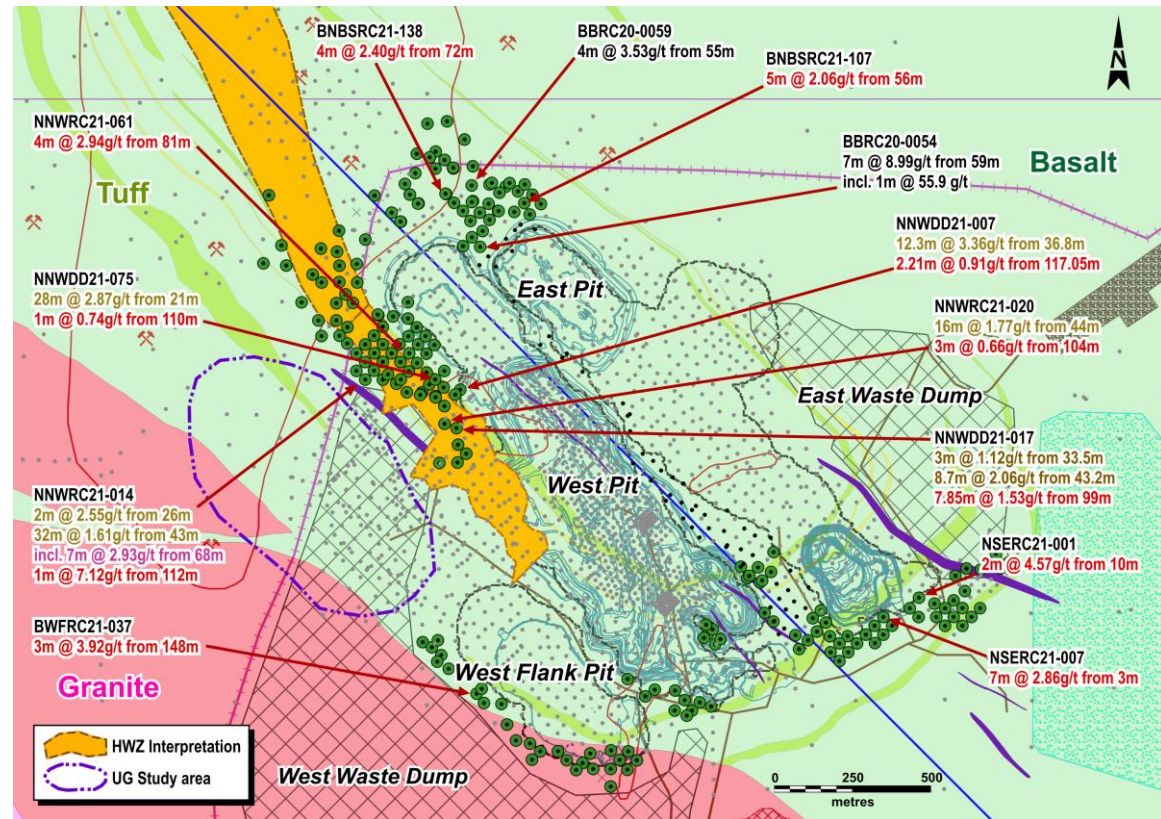 BNBSRC21-138
4m @ 2.40g/t from 72m
BBRC20-0059
4m @ 3.53g/t from 55m
BNBSRC21-107
5m @ 2.06g/t from 56m
N
NNWRC21-061
4m @ 2.94g/t from 81m
BBRC20-0054
7m @ 8.99g/t from 59m
incl. 1m @ 55.9 g/t
Tuff
Basalt
NNWDD21-007
12.3m @ 3.36g/t from 36.8m
2.21m @ 0.91g/t from 117.05m
NNWDD21-075
28m @ 2.87g/t from 21m
1m @ 0.74g/t from 110m
East Pit
NNWRC21-020
16m @ 1.77g/t from 44m
3m @ 0.66g/t from 104m
East Waste Dump
NNWDD21-017
3m @ 1.12g/t from 33.5m
8.7m @ 2.06g/t from 43.2m
7.85m @ 1.53g/t from 99m
West Pit
NNWRC21-014
2m @ 2.55g/t from 26m
32m @ 1.61g/t from 43m
incl. 7m @ 2.93g/t from 68m
1m @ 7.12g/t from 112m
NSERC21-001
2m @ 4.57g/t from 10m
BWFRC21-037
3m @ 3.92g/t from 148m
NSERC21-007
7m @ 2.86g/t from 3m
West Flank Pit
Granite
HWZ Interpretation
UG Study area
West Waste Dump
0 250 500
metres